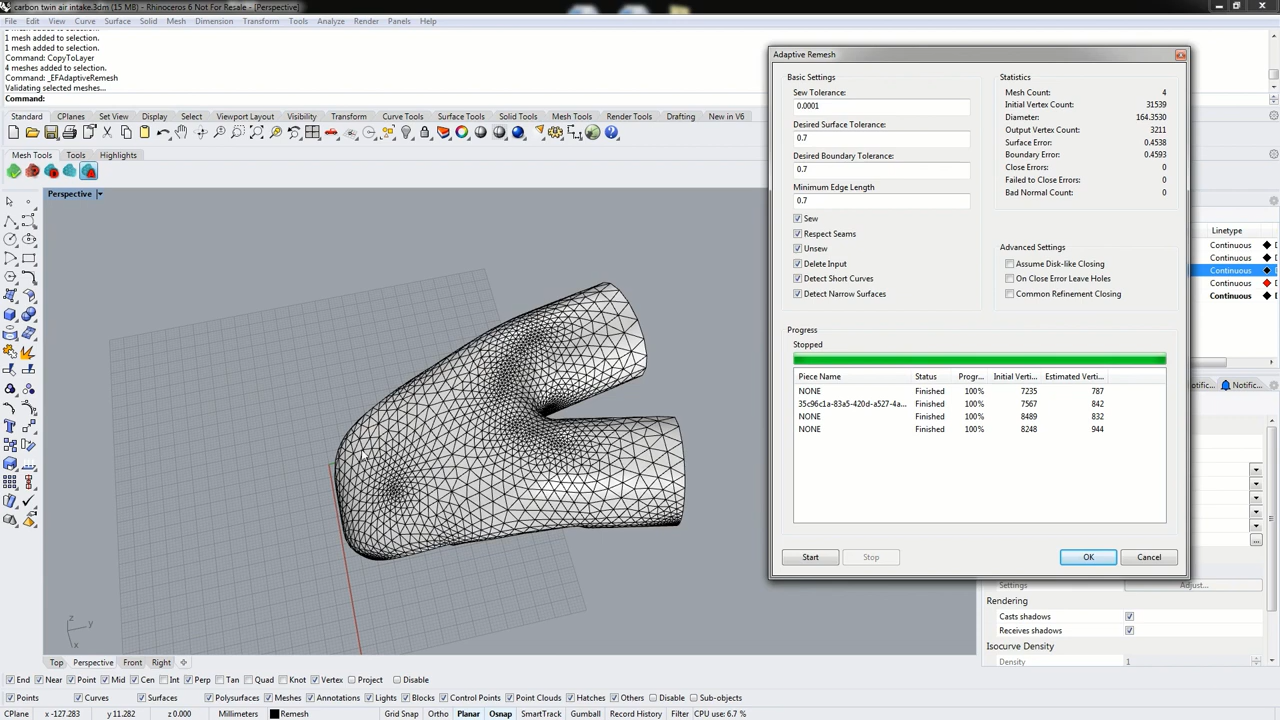 carbon twin air intake.3dm (15 MB) - Rhinoceros 6 Not For Resale - [Perspective]
File Edit View Curve Surface Solid Mesh Dimension Transform Tools Analyze Render Panels Help
1 mesh added to selection.
1 mesh added to selection.
Command: CopyToLayer
4 meshes added to selection.
Command: _EFAdaptiveRemesh
Validating selected meshes...
Command:
Standard CPlanes Set View Display Select Viewport Layout Visibility Transform Curve Tools Surface Tools Solid Tools Mesh Tools Render Tools Drafting New in V6
Mesh Tools Tools Highlights
Perspective
Adaptive Remesh
Basic Settings
Sew Tolerance:
0.0001
Desired Surface Tolerance:
0.7
Desired Boundary Tolerance:
0.7
Minimum Edge Length
0.7
Sew
Respect Seams
Unsew
Delete Input
Detect Short Curves
Detect Narrow Surfaces
Statistics
Mesh Count: 4
Initial Vertex Count: 31539
Diameter: 164.3530
Output Vertex Count: 3211
Surface Error: 0.4538
Boundary Error: 0.4593
Close Errors: 0
Failed to Close Errors: 0
Bad Normal Count: 0
Advanced Settings
Assume Disk-like Closing
On Close Error Leave Holes
Common Refinement Closing
Progress
Stopped
Piece Name Status Progr... Initial Verti... Estimated Verti...
NONE Finished 100% 7235 787
35c96c1a-83a5-420d-a527-4a... Finished 100% 7567 842
NONE Finished 100% 8489 832
NONE Finished 100% 8248 944
Start Stop OK Cancel
Linetype
Continuous
Continuous
Continuous
Continuous
Continuous
Notific...
Settings Adjust...
Rendering
Casts shadows
Receives shadows
Isocurve Density
Density 1
z
y
x
Top Perspective Front Right
End Near Point Mid Cen Int Perp Tan Quad Knot Vertex Project Disable
Points Curves Surfaces Polysurfaces Meshes Annotations Lights Blocks Control Points Point Clouds Hatches Others Disable Sub-objects
CPlane x -127.283 y 11.282 z 0.000 Millimeters Remesh Grid Snap Ortho Planar Osnap SmartTrack Gumball Record History Filter CPU use: 6.7 %